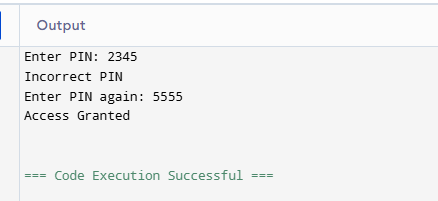 Output
Enter PIN: 2345
Incorrect PIN
Enter PIN again: 5555
Access Granted
=== Code Execution Successful ===